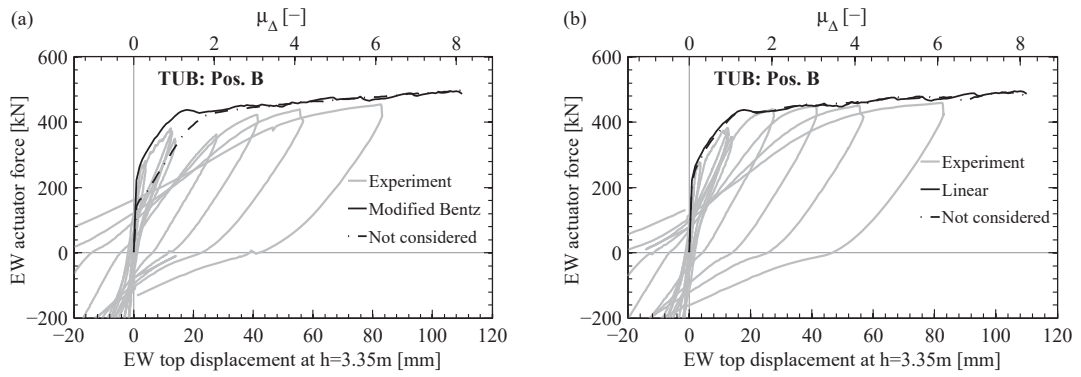 (a)
μΔ [−]
0 2 4 6 8
600
400
200
0
−200
EW actuator force [kN]
TUB: Pos. B
Experiment
Modified Bentz
Not considered
−20 0 20 40 60 80 100 120
EW top displacement at h=3.35m [mm]
(b)
μΔ [−]
0 2 4 6 8
600
400
200
0
−200
EW actuator force [kN]
TUB: Pos. B
Experiment
Linear
Not considered
−20 0 20 40 60 80 100 120
EW top displacement at h=3.35m [mm]